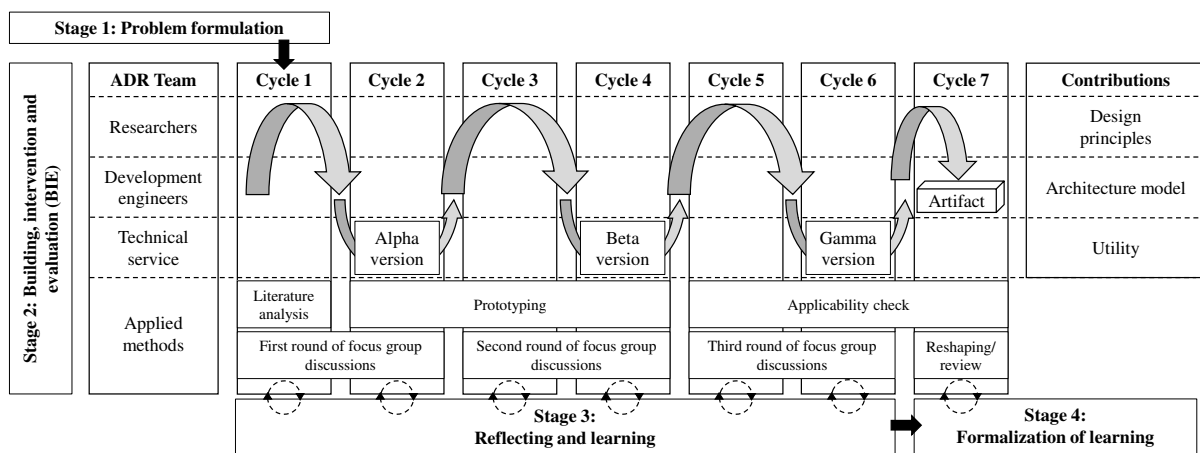 Stage 1: Problem formulation
Stage 2: Building, intervention and
evaluation (BIE)
ADR Team
Cycle 1
Cycle 2
Cycle 3
Cycle 4
Cycle 5
Cycle 6
Cycle 7
Contributions
Researchers
Design
principles
Development
engineers
Artifact
Architecture model
Technical
service
Alpha
version
Beta
version
Gamma
version
Utility
Applied
methods
Literature
analysis
Prototyping
Applicability check
First round of focus group
discussions
Second round of focus group
discussions
Third round of focus group
discussions
Reshaping/
review
Stage 3:
Reflecting and learning
Stage 4:
Formalization of learning